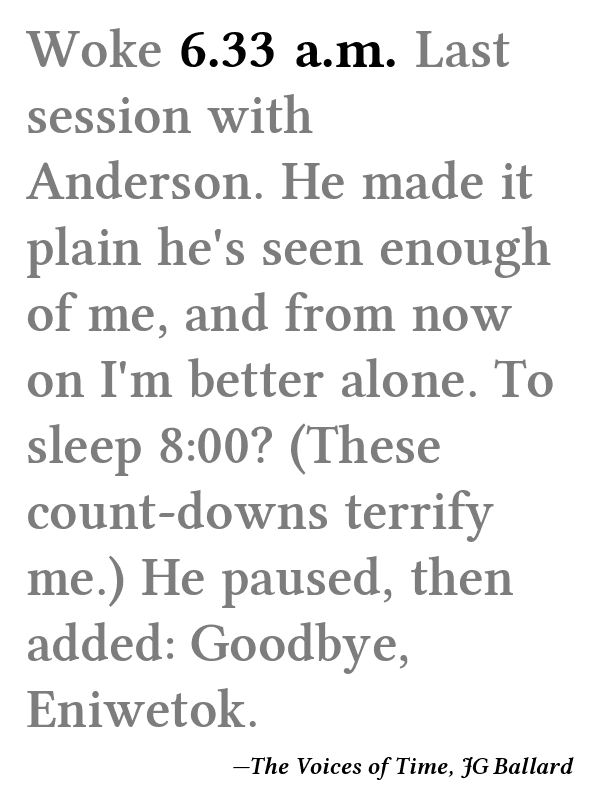 Woke 6.33 a.m. Last
session with
Anderson. He made it
plain he's seen enough
of me, and from now
on I'm better alone. To
sleep 8:00? (These
count-downs terrify
me.) He paused, then
added: Goodbye,
Eniwetok.
—The Voices of Time, JG Ballard